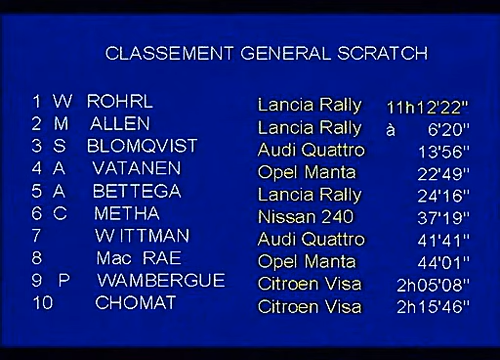 CLASSEMENT GENERAL SCRATCH
1 W ROHRL Lancia Rally 11h12'22"
2 M ALLEN Lancia Rally à 6'20"
3 S BLOMQVIST Audi Quattro 13'56"
4 A VATANEN Opel Manta 22'49"
5 A BETTEGA Lancia Rally 24'16"
6 C METHA Nissan 240 37'19"
7 WITTMAN Audi Quattro 41'41"
8 Mac RAE Opel Manta 44'01"
9 P WAMBERGUE Citroen Visa 2h05'08"
10 CHOMAT Citroen Visa 2h15'46"